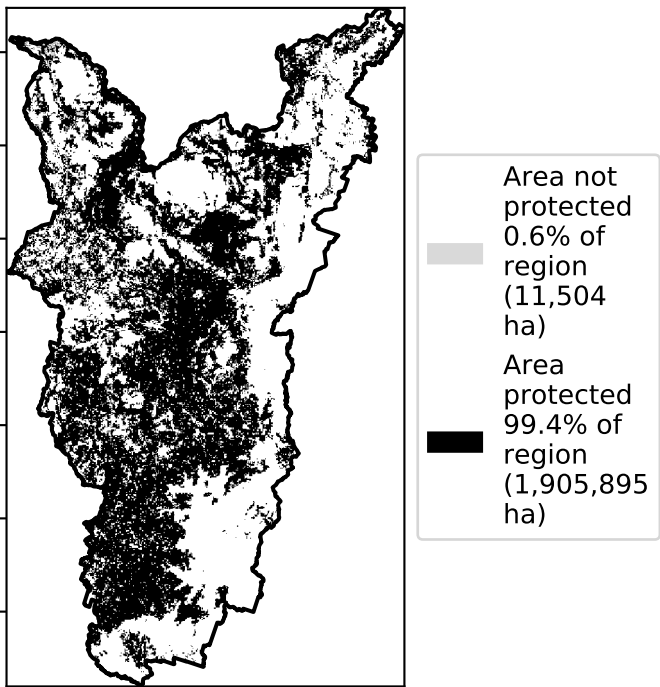 Area not
protected
0.6% of
region
(11,504
ha)
Area
protected
99.4% of
region
(1,905,895
ha)